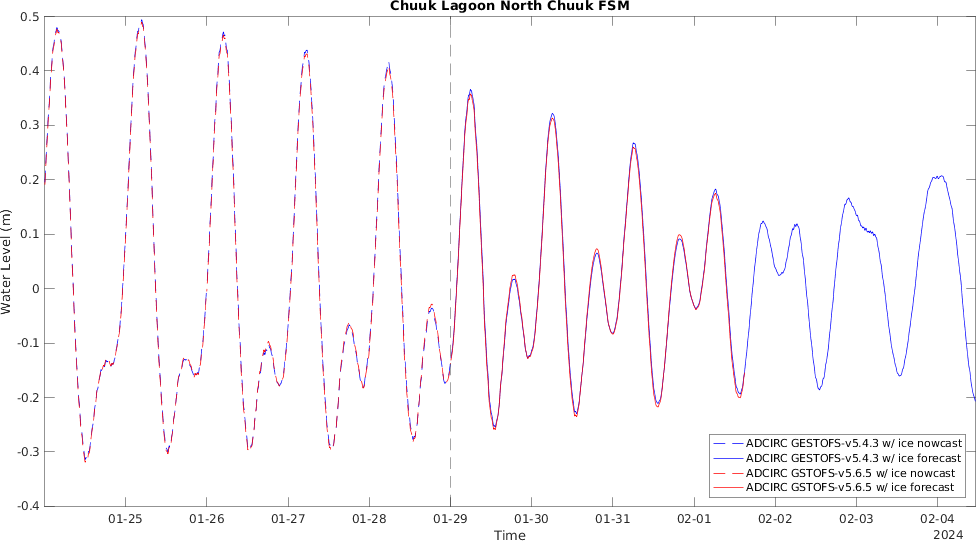 Chuuk Lagoon North Chuuk FSM
Water Level (m)
0.5
0.4
0.3
0.2
0.1
0
-0.1
-0.2
-0.3
-0.4
ADCIRC GESTOFS-v5.4.3 w/ ice nowcast
ADCIRC GESTOFS-v5.4.3 w/ ice forecast
ADCIRC GSTOFS-v5.6.5 w/ ice nowcast
ADCIRC GSTOFS-v5.6.5 w/ ice forecast
01-25 01-26 01-27 01-28 01-29 01-30 01-31 02-01 02-02 02-03 02-04
Time
2024